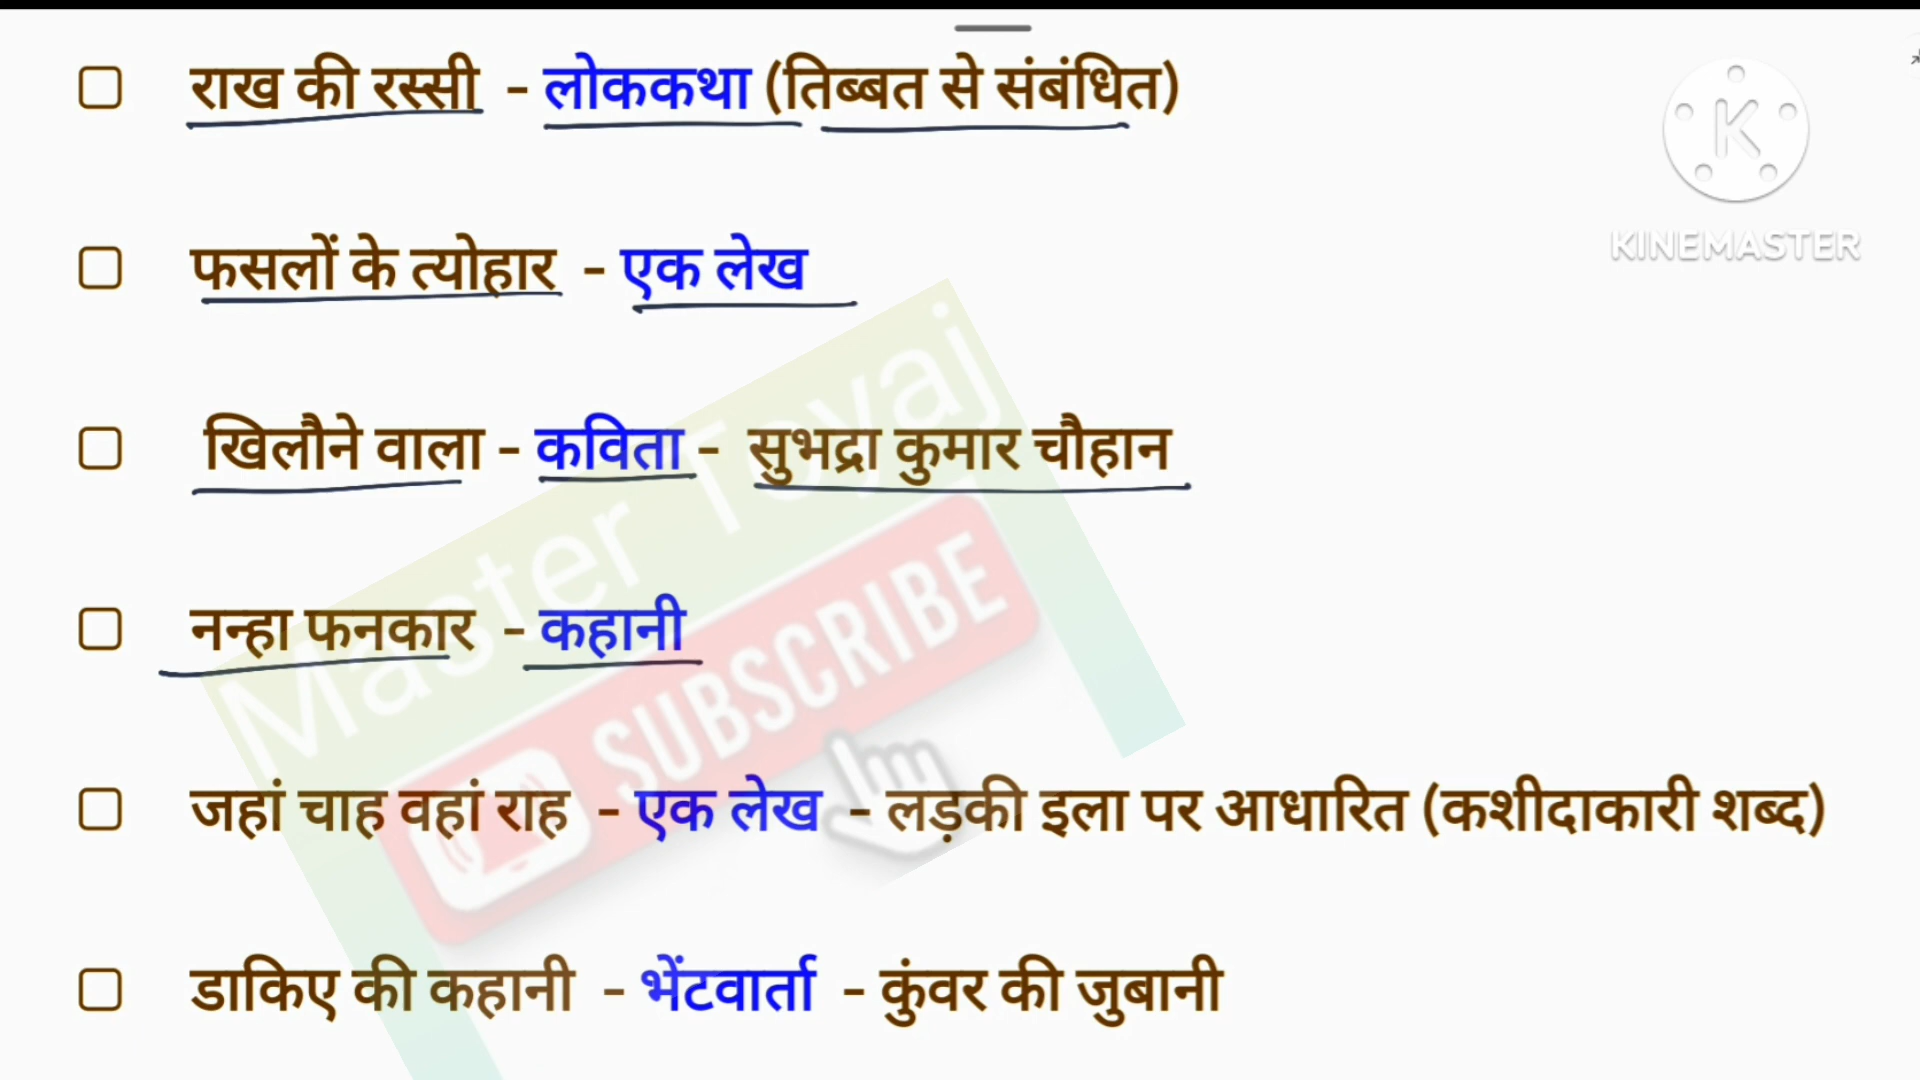 राख की रस्सी - लोककथा (तिब्बत से संबंधित)
KINEMASTER
फसलों के त्योहार - एक लेख
खिलौने वाला - कविता - सुभद्रा कुमार चौहान
नन्हा फनकार - कहानी
Master Toyaj
SUBSCRIBE
जहां चाह वहां राह - एक लेख - लड़की इला पर आधारित (कशीदाकारी शब्द)
डाकिए की कहानी - भेंटवार्ता - कुंवर की जुबानी